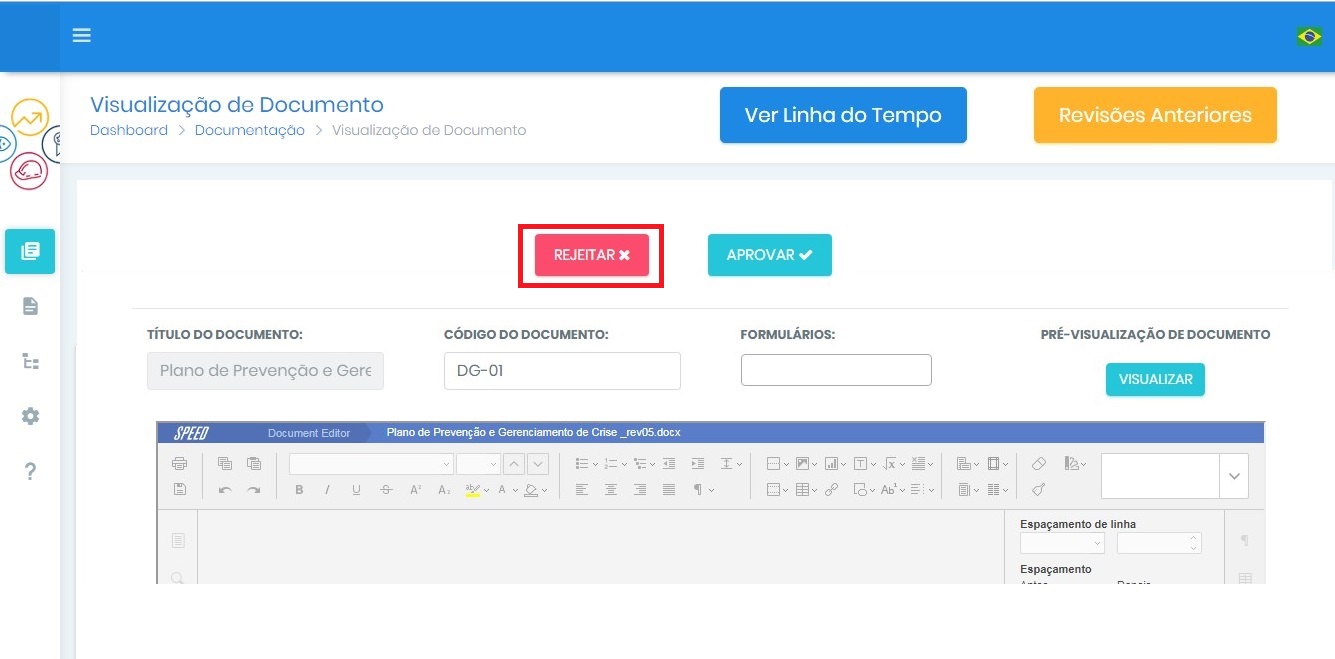 Visualização de Documento
Dashboard > Documentação > Visualização de Documento
Ver Linha do Tempo
Revisões Anteriores
REJEITAR ✖
APROVAR ✔
TÍTULO DO DOCUMENTO:
CÓDIGO DO DOCUMENTO:
FORMULÁRIOS:
PRÉ-VISUALIZAÇÃO DE DOCUMENTO
Plano de Prevenção e Gere
DG-01
VISUALIZAR
SPEED
Document Editor
Plano de Prevenção e Gerenciamento de Crise _rev05.docx
Espaçamento de linha
Espaçamento
Antes
Depois